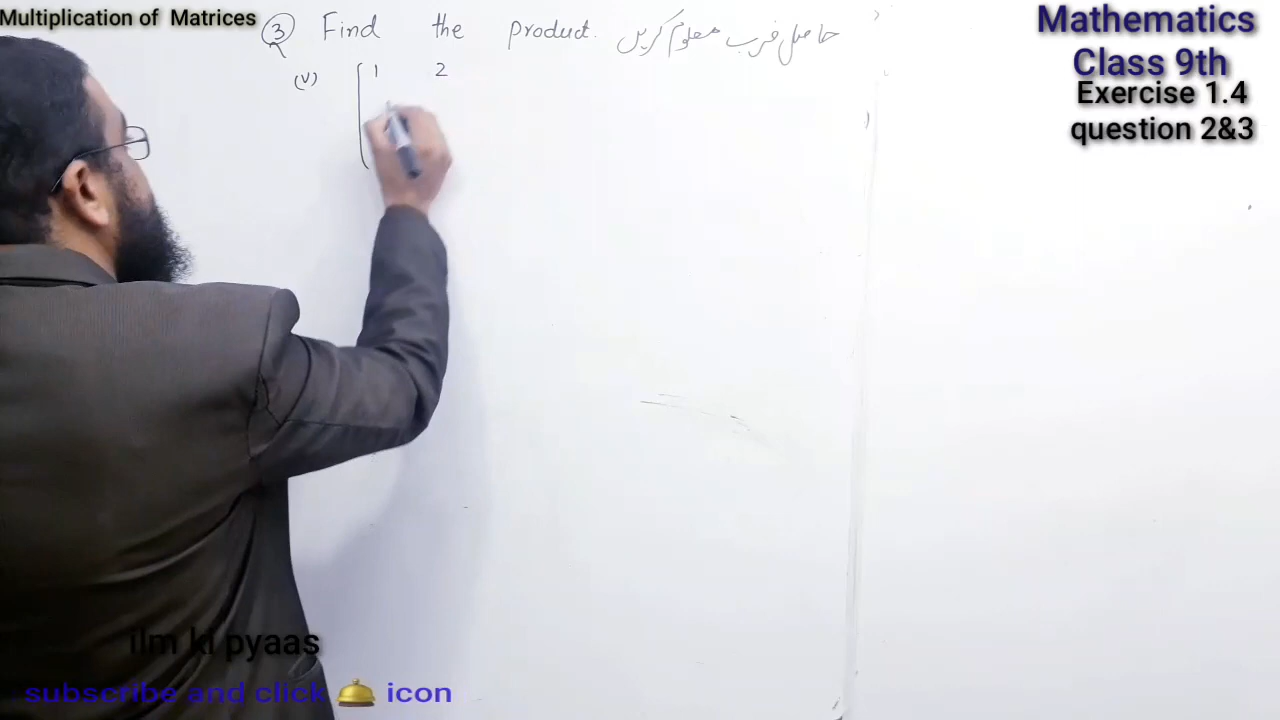 Multiplication of Matrices
③ Find the product. حاصل ضرب معلوم کریں
(v) [ 1 2
Mathematics
Class 9th
Exercise 1.4
question 2&3
ilm ki pyaas
subscribe and click 🛎️ icon